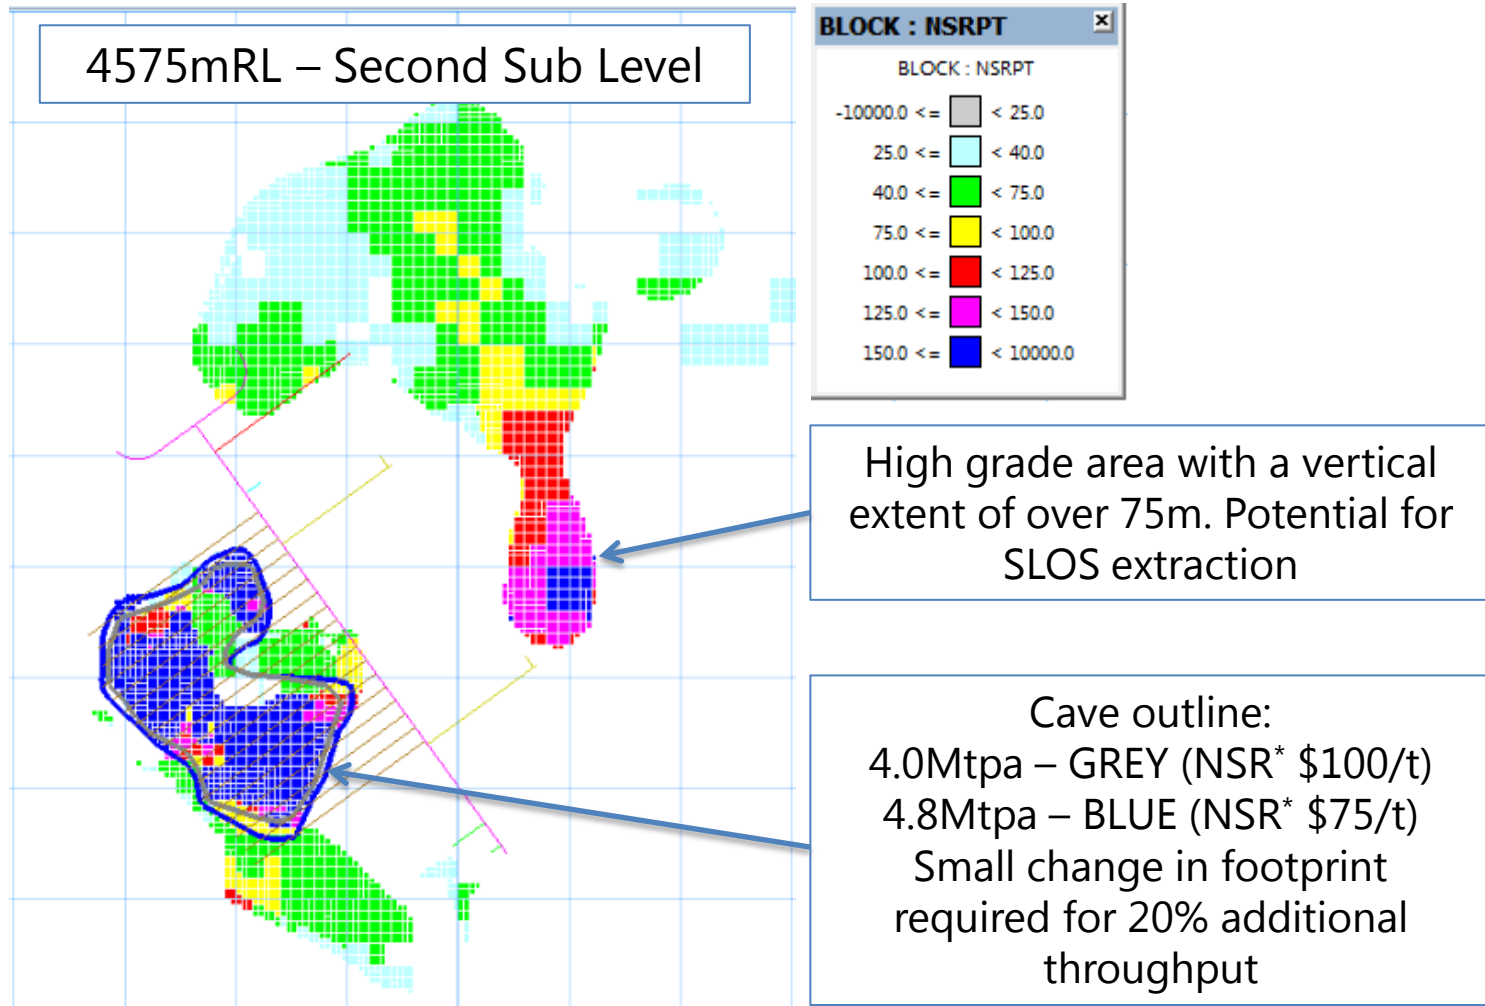 4575mRL – Second Sub Level
BLOCK : NSRPT
BLOCK : NSRPT
-10000.0 <= < 25.0
25.0 <= < 40.0
40.0 <= < 75.0
75.0 <= < 100.0
100.0 <= < 125.0
125.0 <= < 150.0
150.0 <= < 10000.0
High grade area with a vertical
extent of over 75m. Potential for
SLOS extraction
Cave outline:
4.0Mtpa – GREY (NSR* $100/t)
4.8Mtpa – BLUE (NSR* $75/t)
Small change in footprint
required for 20% additional
throughput